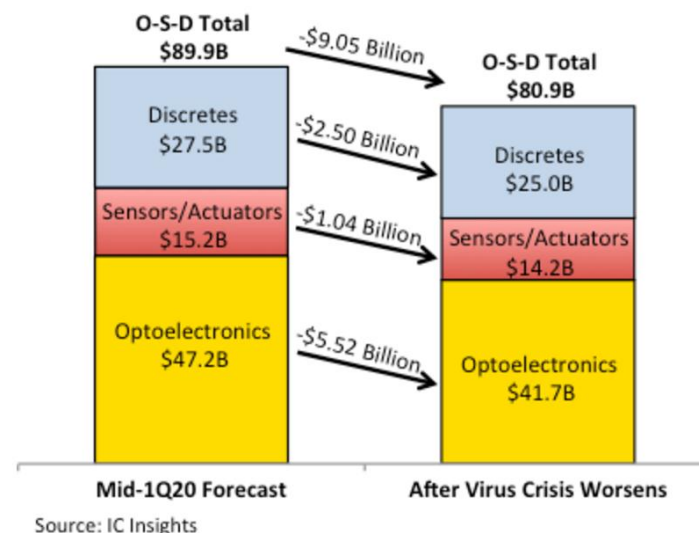 O-S-D Total
$89.9B
-$9.05 Billion
O-S-D Total
$80.9B
Discretes
$27.5B
-$2.50 Billion
Discretes
$25.0B
Sensors/Actuators
$15.2B
-$1.04 Billion
Sensors/Actuators
$14.2B
Optoelectronics
$47.2B
-$5.52 Billion
Optoelectronics
$41.7B
Mid-1Q20 Forecast
After Virus Crisis Worsens
Source: IC Insights